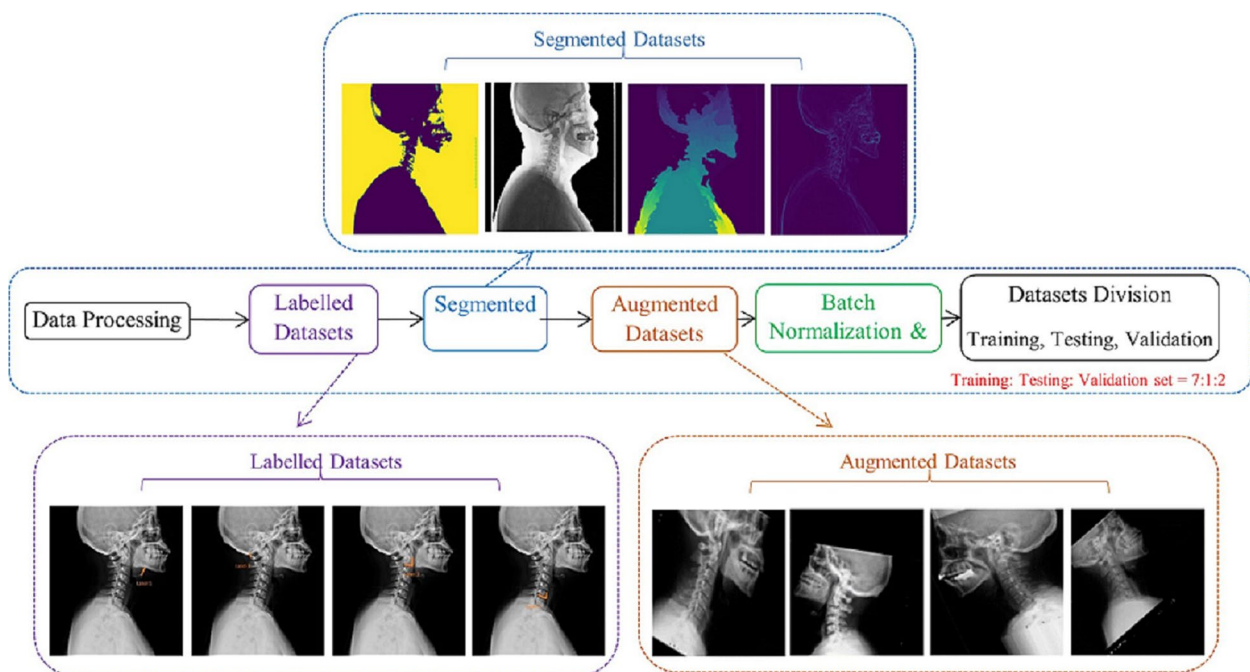 Segmented Datasets
Data Processing
Labelled
Datasets
Segmented
Augmented
Datasets
Batch
Normalization &
Datasets Division
Training, Testing, Validation
Training: Testing: Validation set = 7:1:2
Labelled Datasets
Augmented Datasets